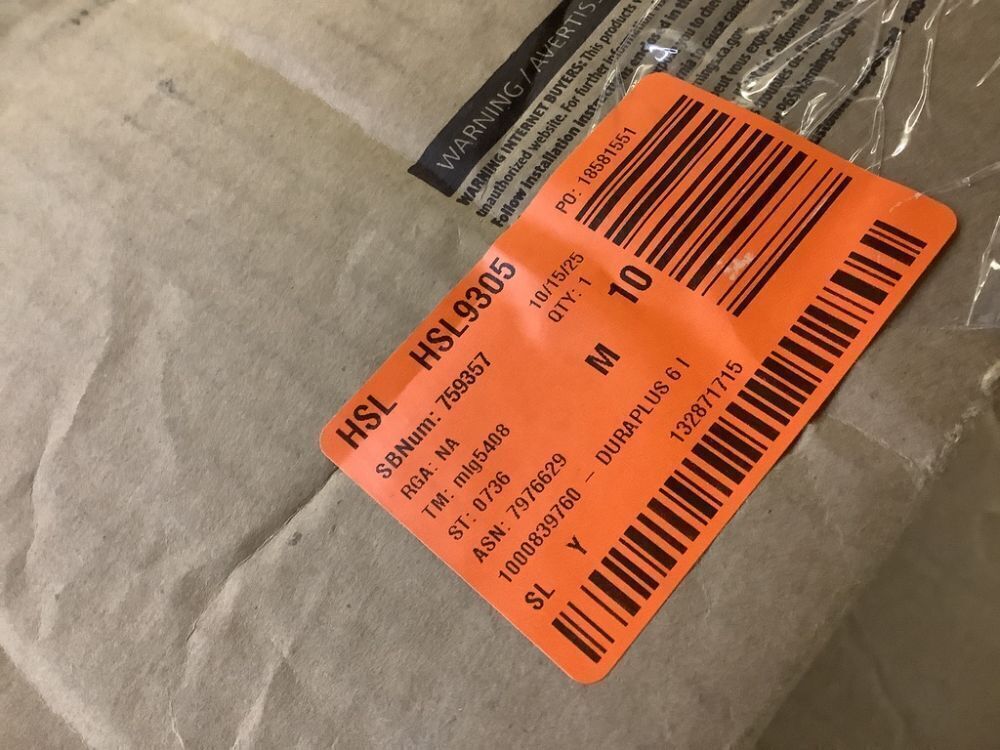 WARNING / AVERTIS
WARNING INTERNET BUYERS: This products
unauthorized website. For further information
Follow installation
PO: 18581551
HSL HSL9305
10/15/25
SBNum: 759357
QTY: 1
RGA: NA
M 10
TM: mlg5408
ST: 0736
ASN: 7976629
1000839760 - DURAPLUS 6 I
SL Y
132871715